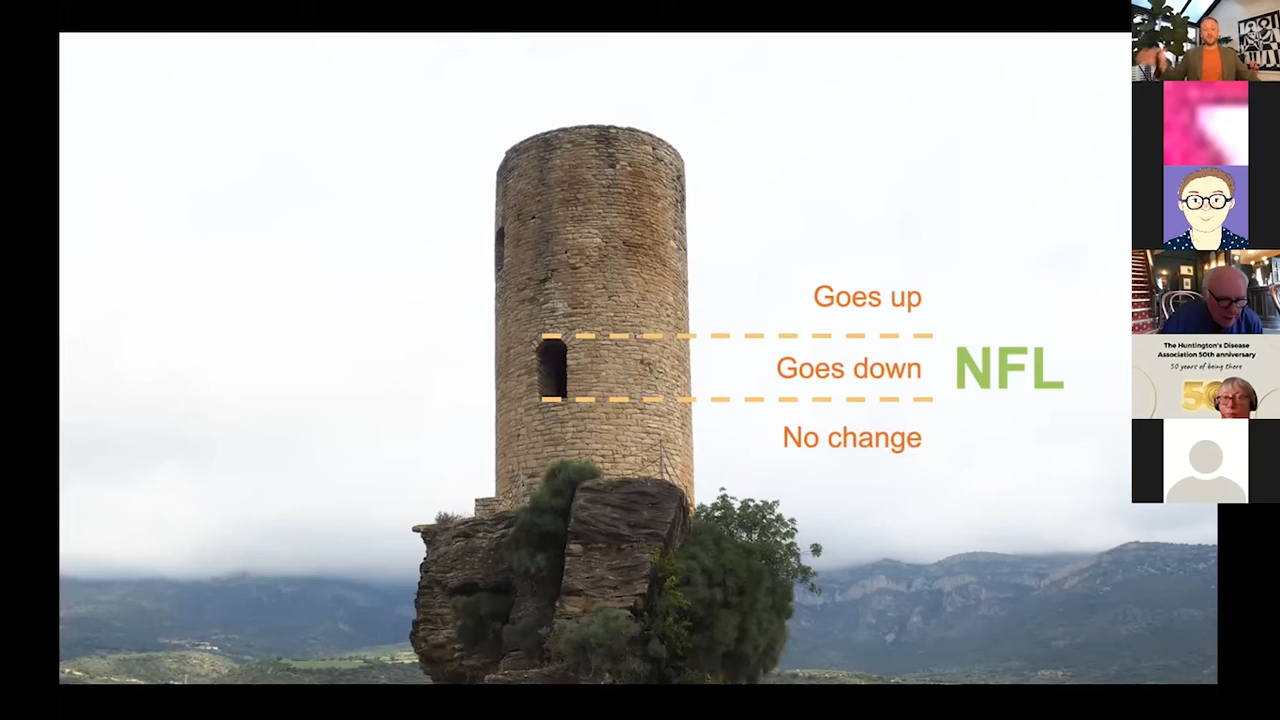 Goes up
Goes down
NFL
No change
The Huntington's Disease
Association 50th anniversary
50 years of being there